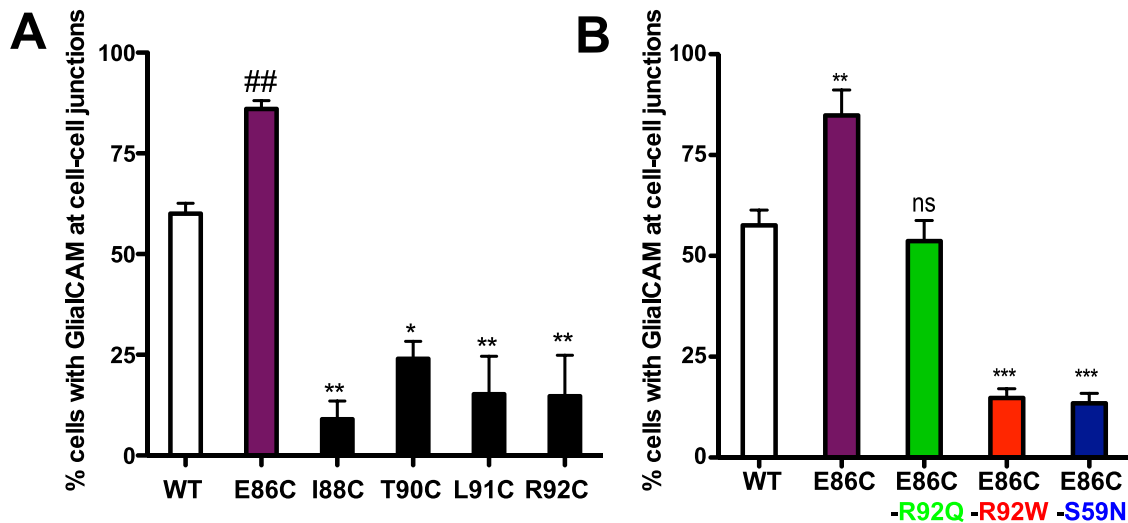 A
B
% cells with GlialCAM at cell-cell junctions
100
75
50
25
0
##
**
*
**
**
WT
E86C
I88C
T90C
L91C
R92C
% cells with GlialCAM at cell-cell junctions
100
75
50
25
0
**
ns
***
***
WT
E86C
E86C
E86C
E86C
-R92Q
-R92W
-S59N